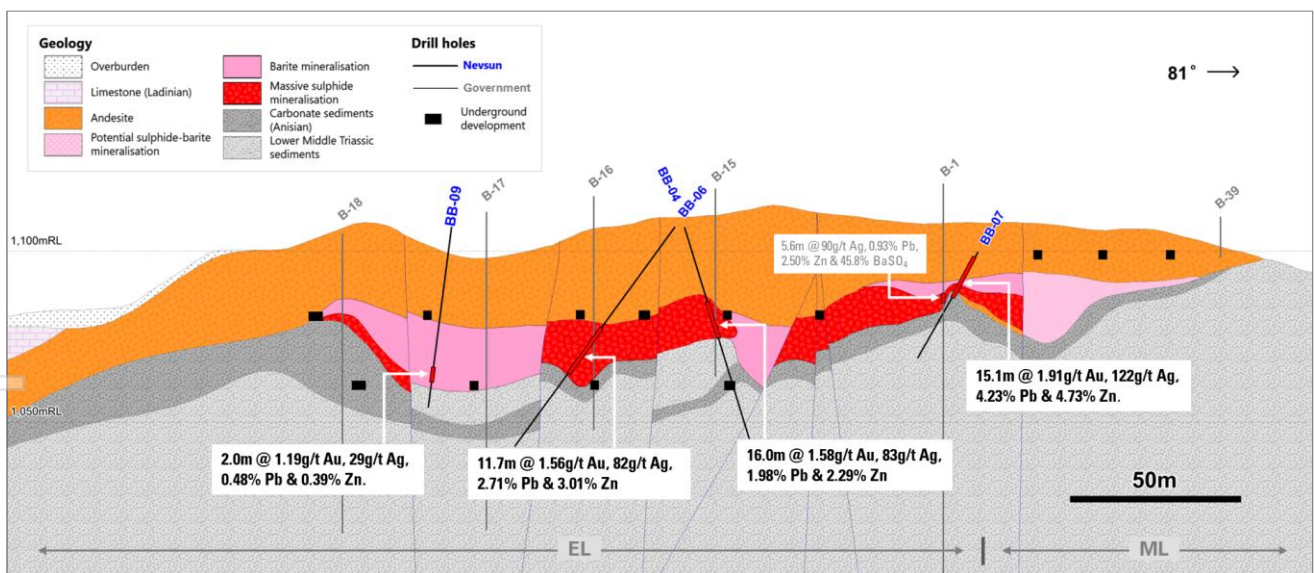 Geology
Overburden
Limestone (Ladinian)
Andesite
Potential sulphide-barite
mineralisation
Barite mineralisation
Massive sulphide
mineralisation
Carbonate sediments
(Anisian)
Lower Middle Triassic
sediments
Drill holes
Nevsun
Government
Underground
development
81°
B-18
BB-09
B-17
B-16
BB-04
BB-06
B-15
B-1
BB-07
B-39
1,100mRL
1,050mRL
5.6m @ 90g/t Ag, 0.93% Pb,
2.50% Zn & 45.8% BaSO₄
15.1m @ 1.91g/t Au, 122g/t Ag,
4.23% Pb & 4.73% Zn.
2.0m @ 1.19g/t Au, 29g/t Ag,
0.48% Pb & 0.39% Zn.
11.7m @ 1.56g/t Au, 82g/t Ag,
2.71% Pb & 3.01% Zn
16.0m @ 1.58g/t Au, 83g/t Ag,
1.98% Pb & 2.29% Zn
50m
EL
ML